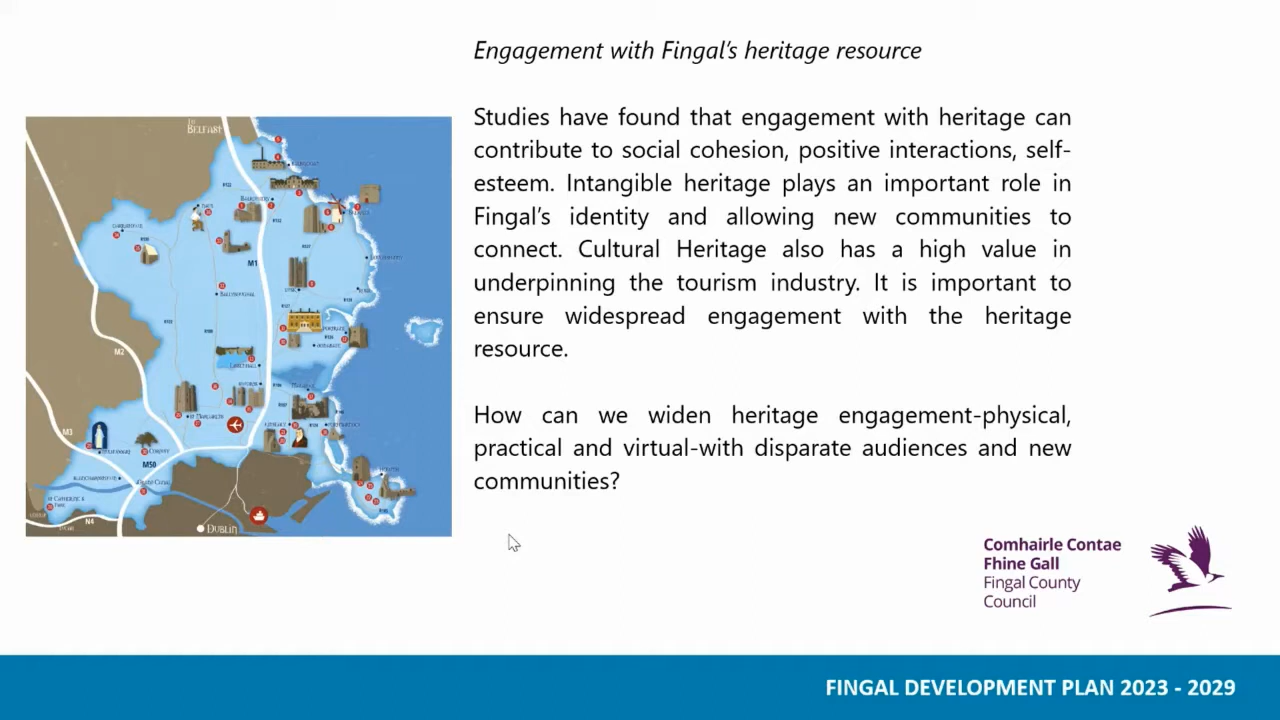 Engagement with Fingal's heritage resource
Studies have found that engagement with heritage can
contribute to social cohesion, positive interactions, self-
esteem. Intangible heritage plays an important role in
Fingal's identity and allowing new communities to
connect. Cultural Heritage also has a high value in
underpinning the tourism industry. It is important to
ensure widespread engagement with the heritage
resource.
How can we widen heritage engagement-physical,
practical and virtual-with disparate audiences and new
communities?
BELFAST
M1
M2
M3
M50
N4
DUBLIN
Comhairle Contae
Fhine Gall
Fingal County
Council
FINGAL DEVELOPMENT PLAN 2023 - 2029